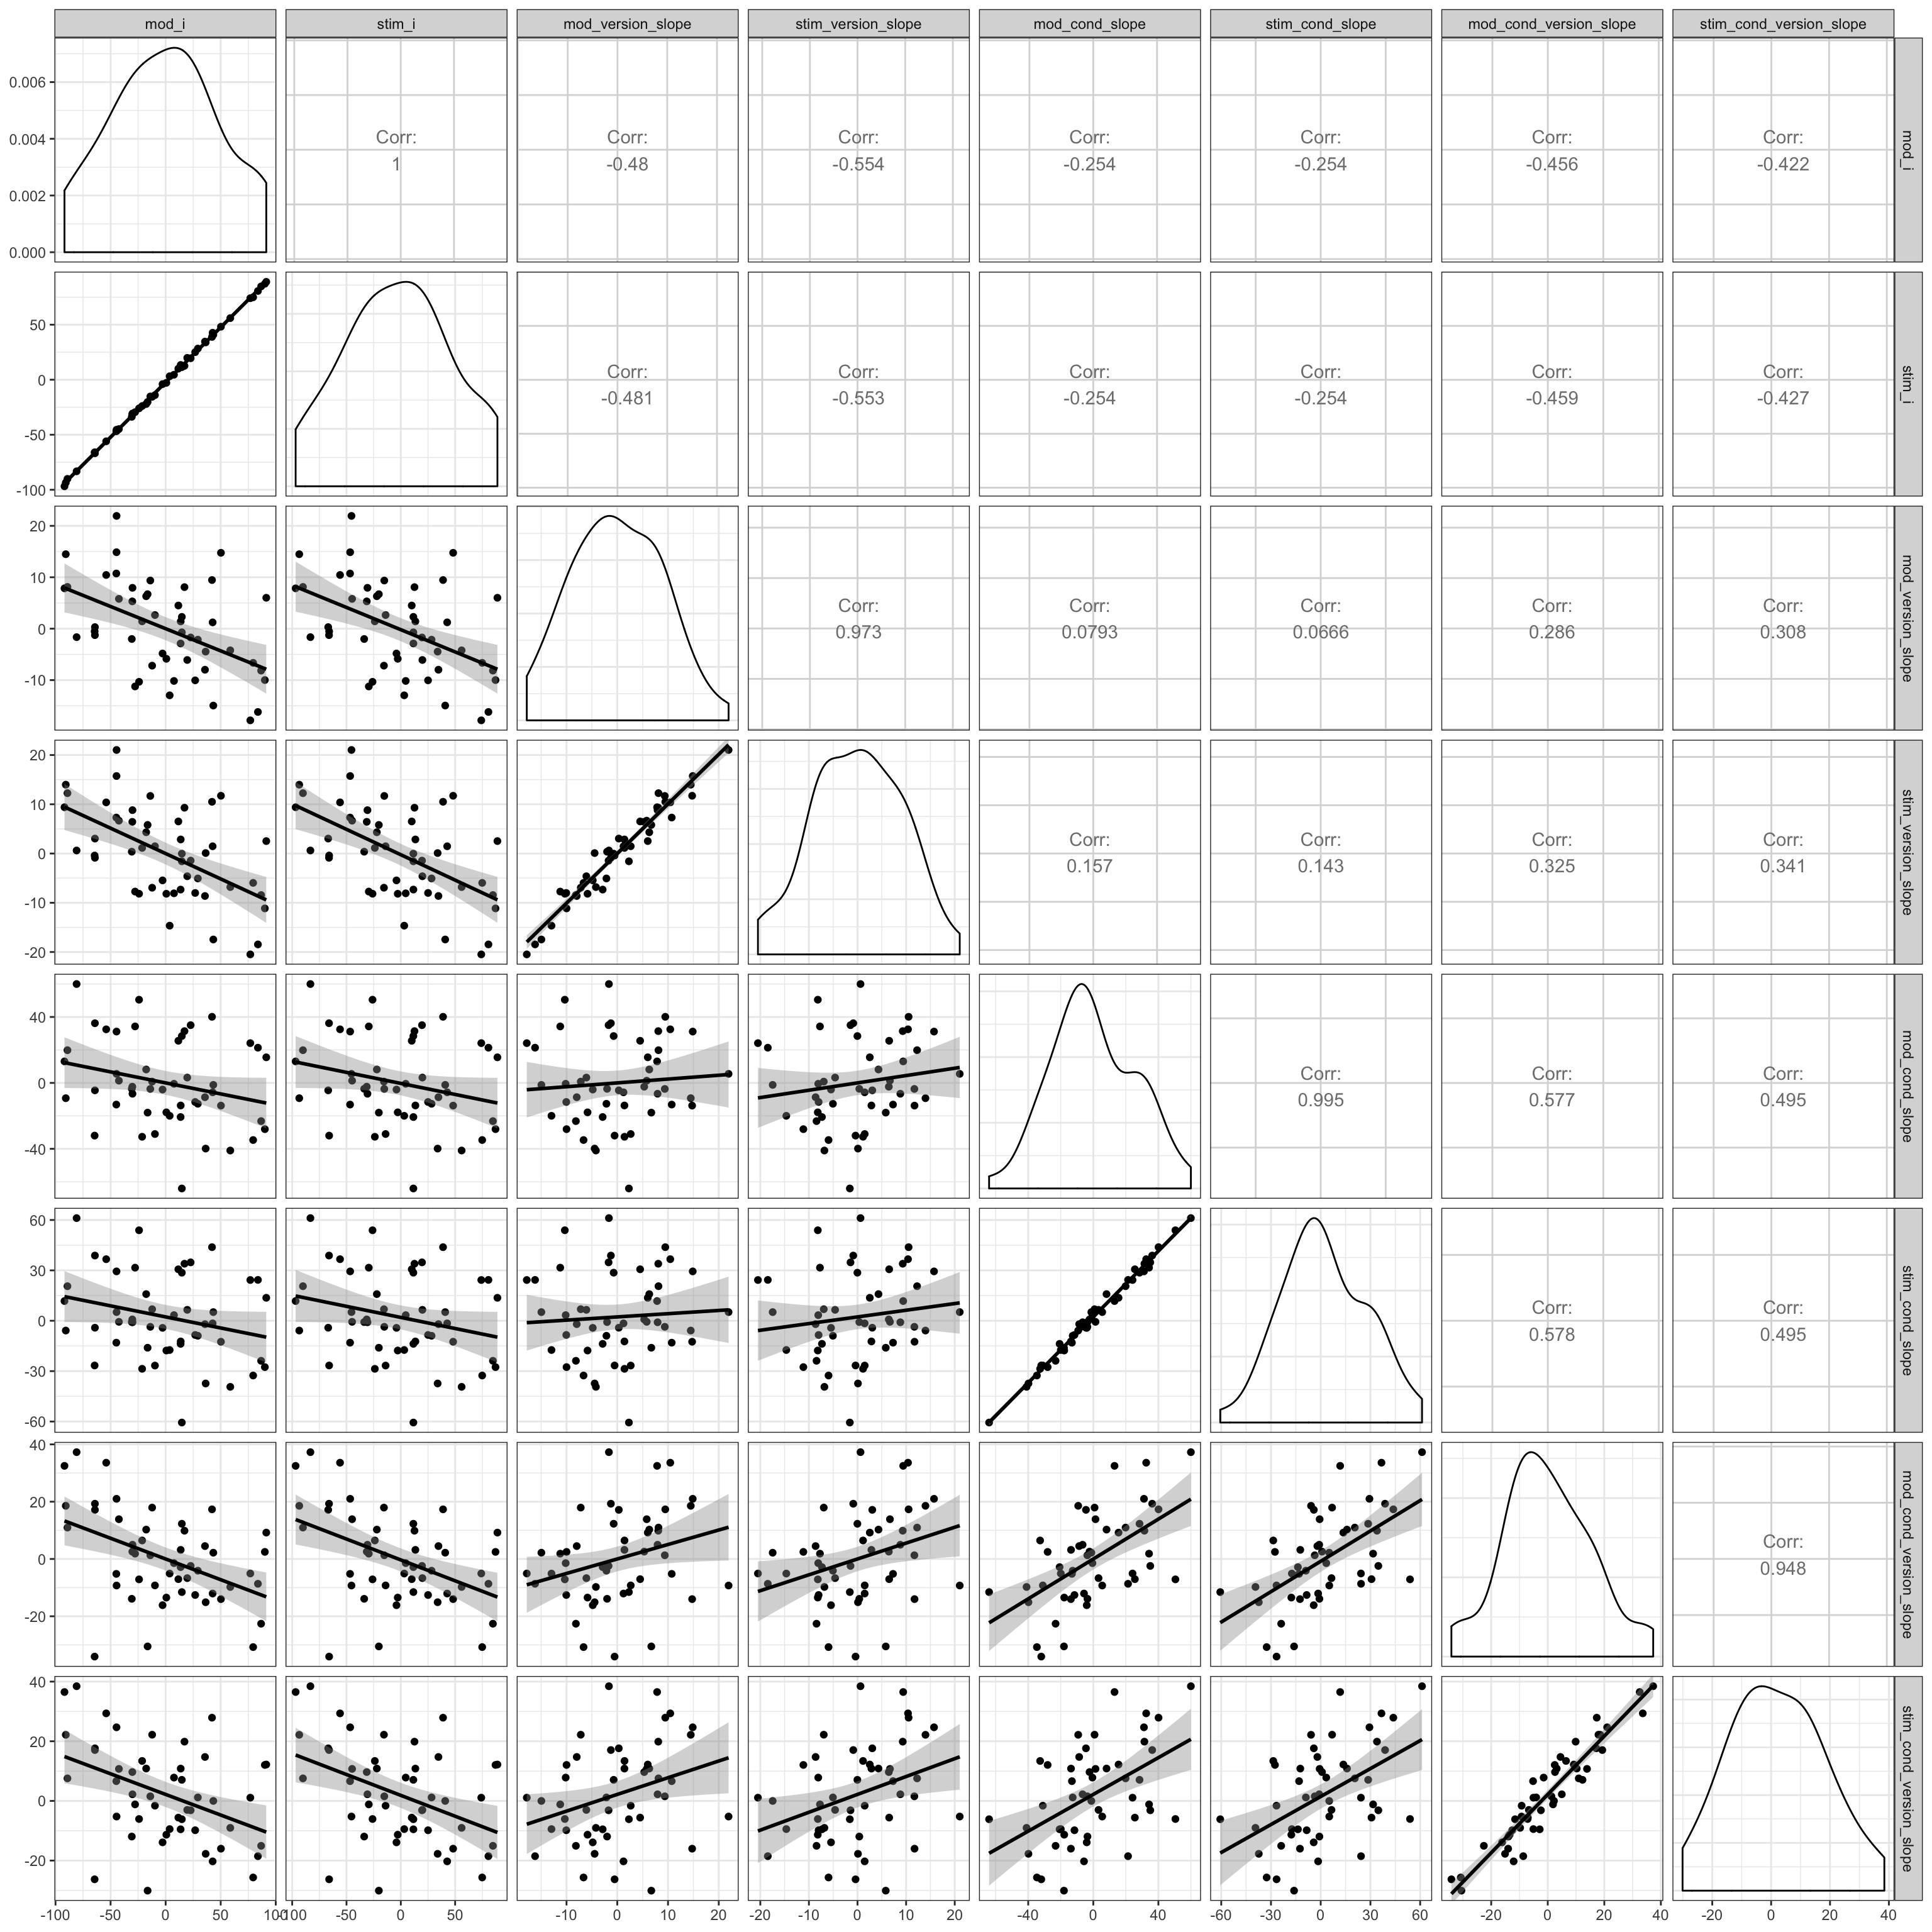 mod_i stim_i mod_version_slope stim_version_slope mod_cond_slope stim_cond_slope mod_cond_version_slope stim_cond_version_slope
0.006
0.004
0.002
0.000
Corr: Corr: Corr: Corr: Corr: Corr: Corr:
1 -0.48 -0.554 -0.254 -0.254 -0.456 -0.422
mod_i
50
0
-50
-100
Corr: Corr: Corr: Corr: Corr: Corr:
-0.481 -0.553 -0.254 -0.254 -0.459 -0.427
stim_i
20
10
0
-10
Corr: Corr: Corr: Corr: Corr:
0.973 0.0793 0.0666 0.286 0.308
mod_version_slope
20
10
0
-10
-20
Corr: Corr: Corr: Corr:
0.157 0.143 0.325 0.341
stim_version_slope
40
0
-40
Corr: Corr: Corr:
0.995 0.577 0.495
mod_cond_slope
60
30
0
-30
-60
Corr: Corr:
0.578 0.495
stim_cond_slope
40
20
0
-20
Corr:
0.948
mod_cond_version_slope
40
20
0
-20
stim_cond_version_slope
-100 -50 0 50 100 -100 -50 0 50 -10 0 10 20 -20 -10 0 10 20 -40 0 40 -60 -30 0 30 60 -20 0 20 40 -20 0 20 40